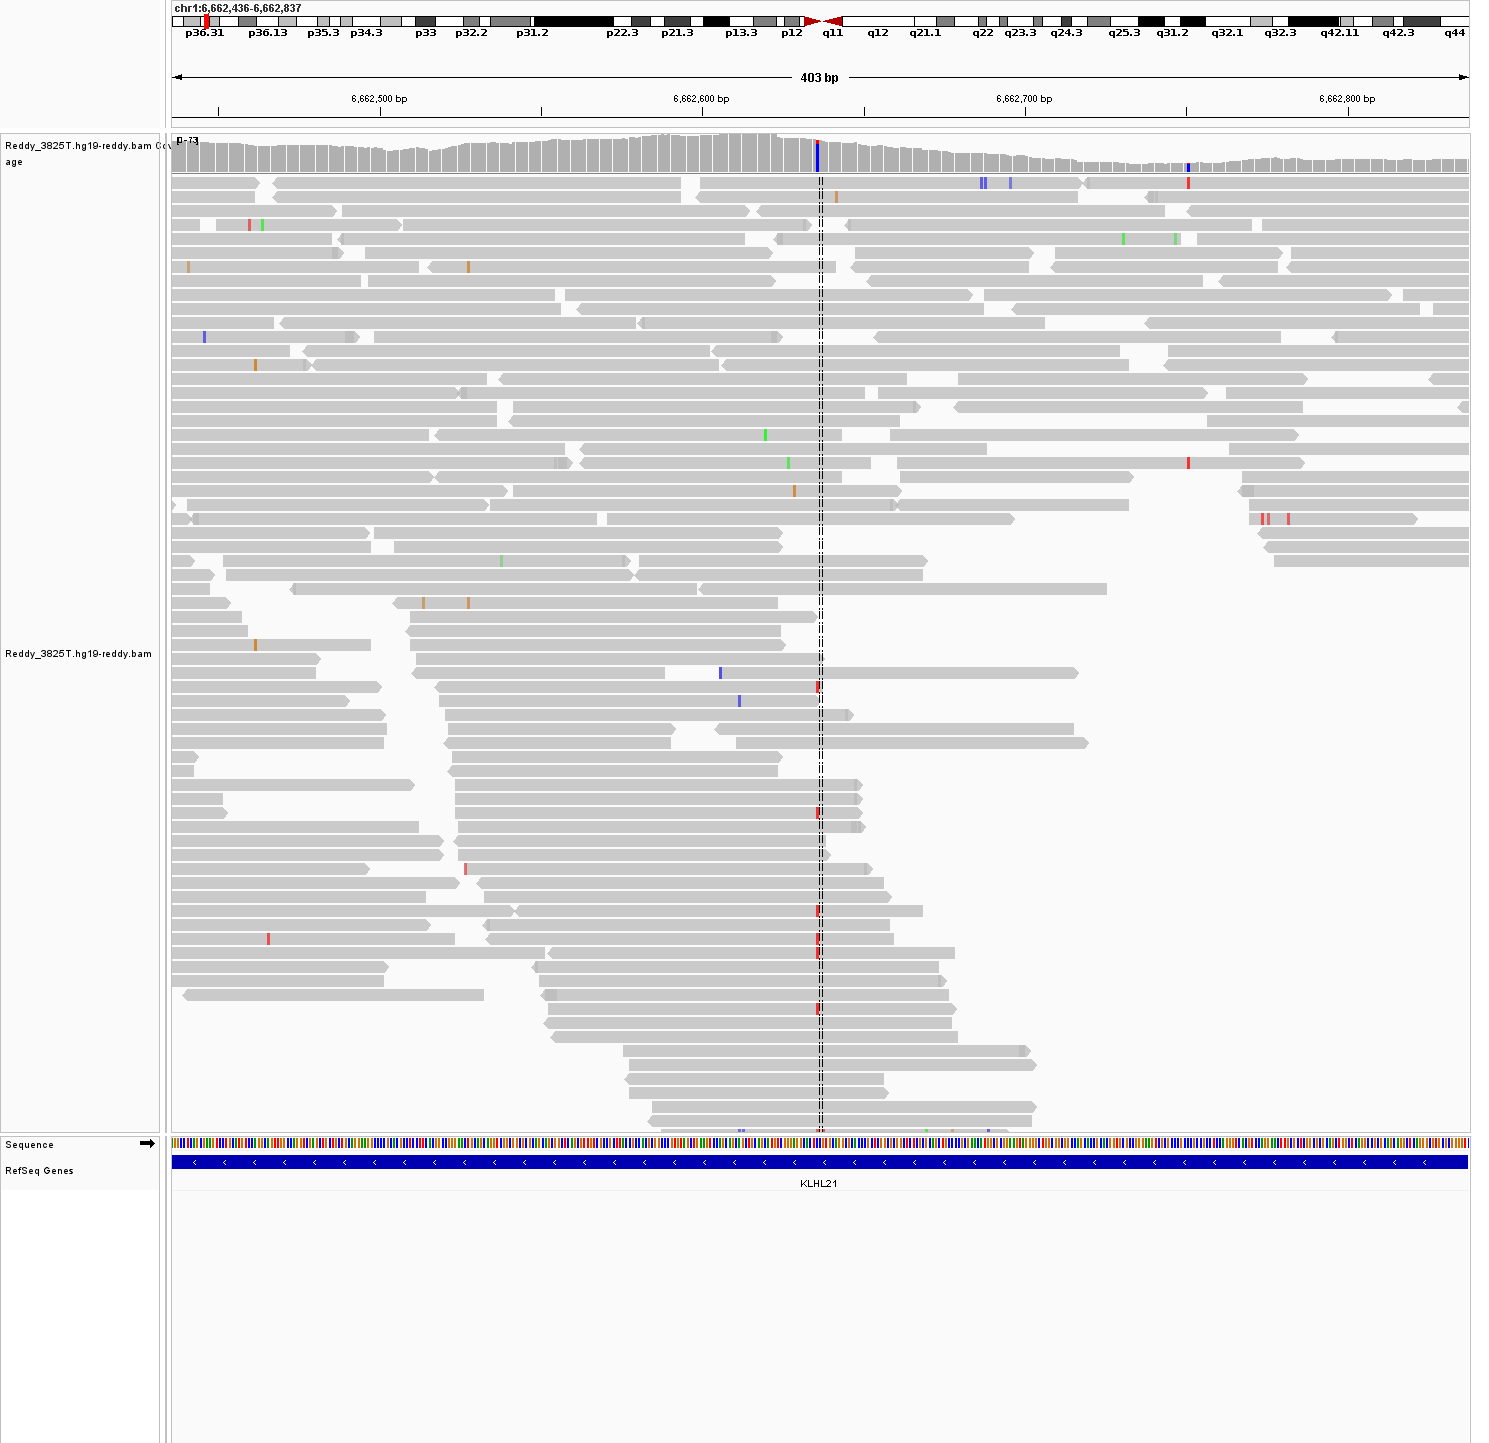 chr1:6,662,436-6,662,837
p36.31 p36.13 p35.3 p34.3 p33 p32.2 p31.2 p22.3 p21.3 p13.3 p12 q11 q12 q21.1 q22 q23.3 q24.3 q25.3 q31.2 q32.1 q32.3 q42.11 q42.3 q44
403 bp
6,662,500 bp 6,662,600 bp 6,662,700 bp 6,662,800 bp
Reddy_3825T.hg19-reddy.bam Cov
age
Reddy_3825T.hg19-reddy.bam
Sequence
RefSeq Genes
KLHL21